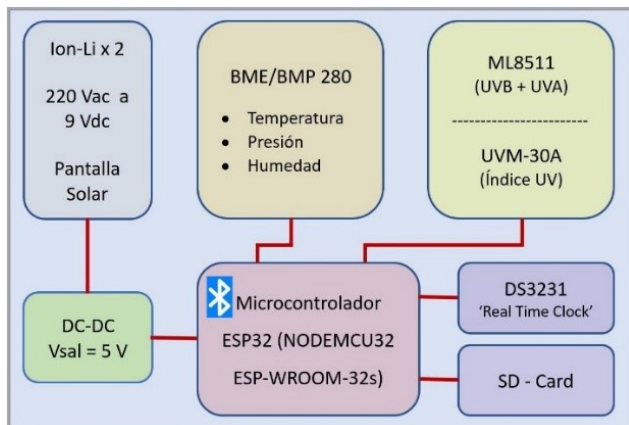 Ion-Li x 2
220 Vac a
9 Vdc
Pantalla
Solar
BME/BMP 280
• Temperatura
• Presión
• Humedad
ML8511
(UVB + UVA)
------------------------
UVM-30A
(Índice UV)
DC-DC
Vsal = 5 V
Microcontrolador
ESP32 (NODEMCU32
ESP-WROOM-32s)
DS3231
‘Real Time Clock’
SD - Card